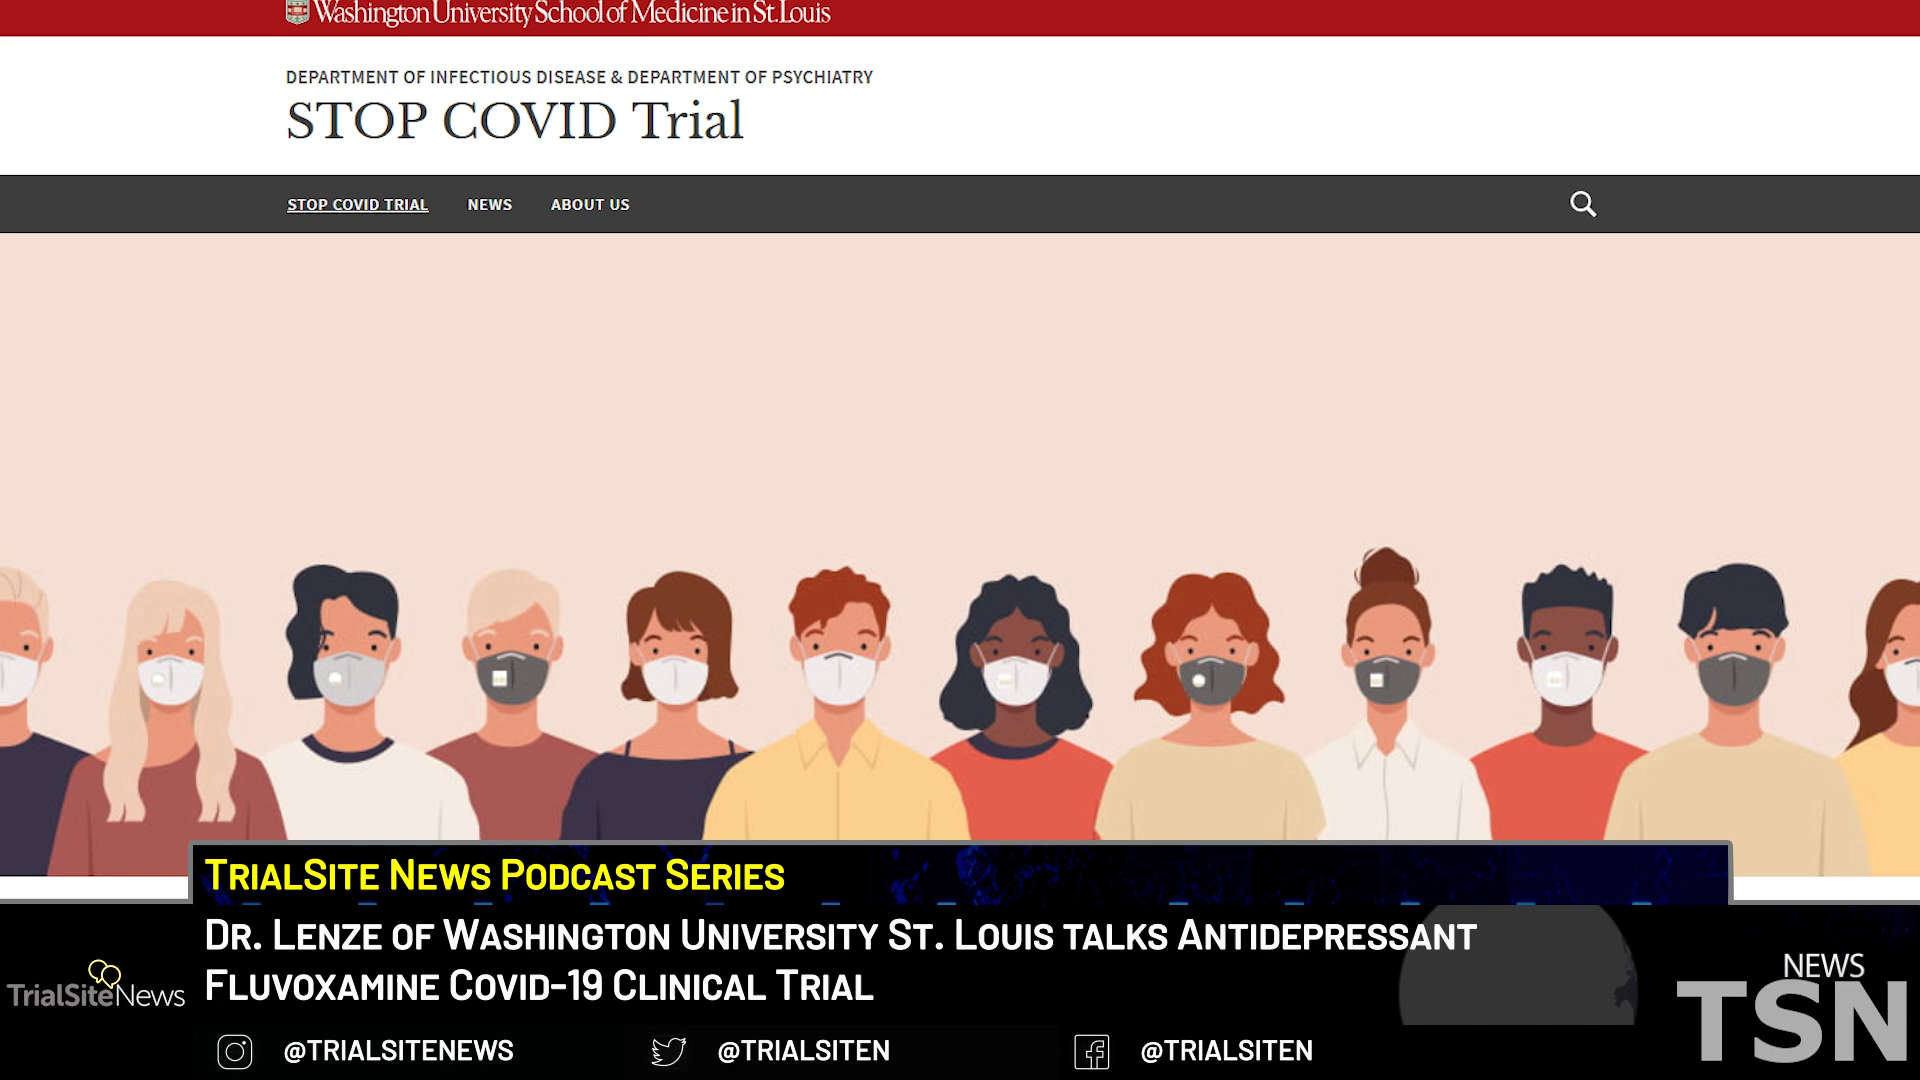 Washington University School of Medicine in St. Louis
DEPARTMENT OF INFECTIOUS DISEASE & DEPARTMENT OF PSYCHIATRY
STOP COVID Trial
STOP COVID TRIAL NEWS ABOUT US
TrialSite News Podcast Series
Dr. Lenze of Washington University St. Louis talks Antidepressant
Fluvoxamine Covid-19 Clinical Trial
TrialSiteNews
NEWS
TSN
@TRIALSITENEWS @TRIALSITEN @TRIALSITEN